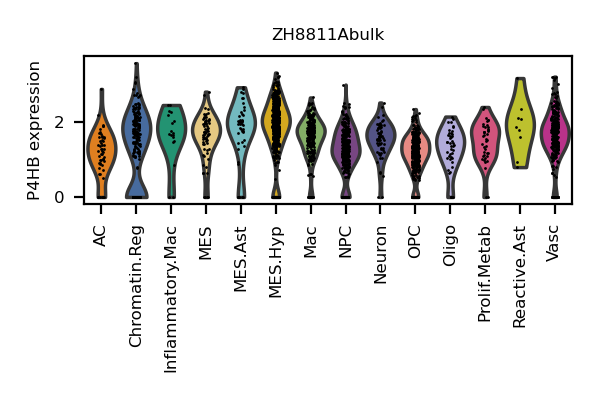 ZH8811Abulk
P4HB expression
2
0
AC
Chromatin.Reg
Inflammatory.Mac
MES
MES.Ast
MES.Hyp
Mac
NPC
Neuron
OPC
Oligo
Prolif.Metab
Reactive.Ast
Vasc